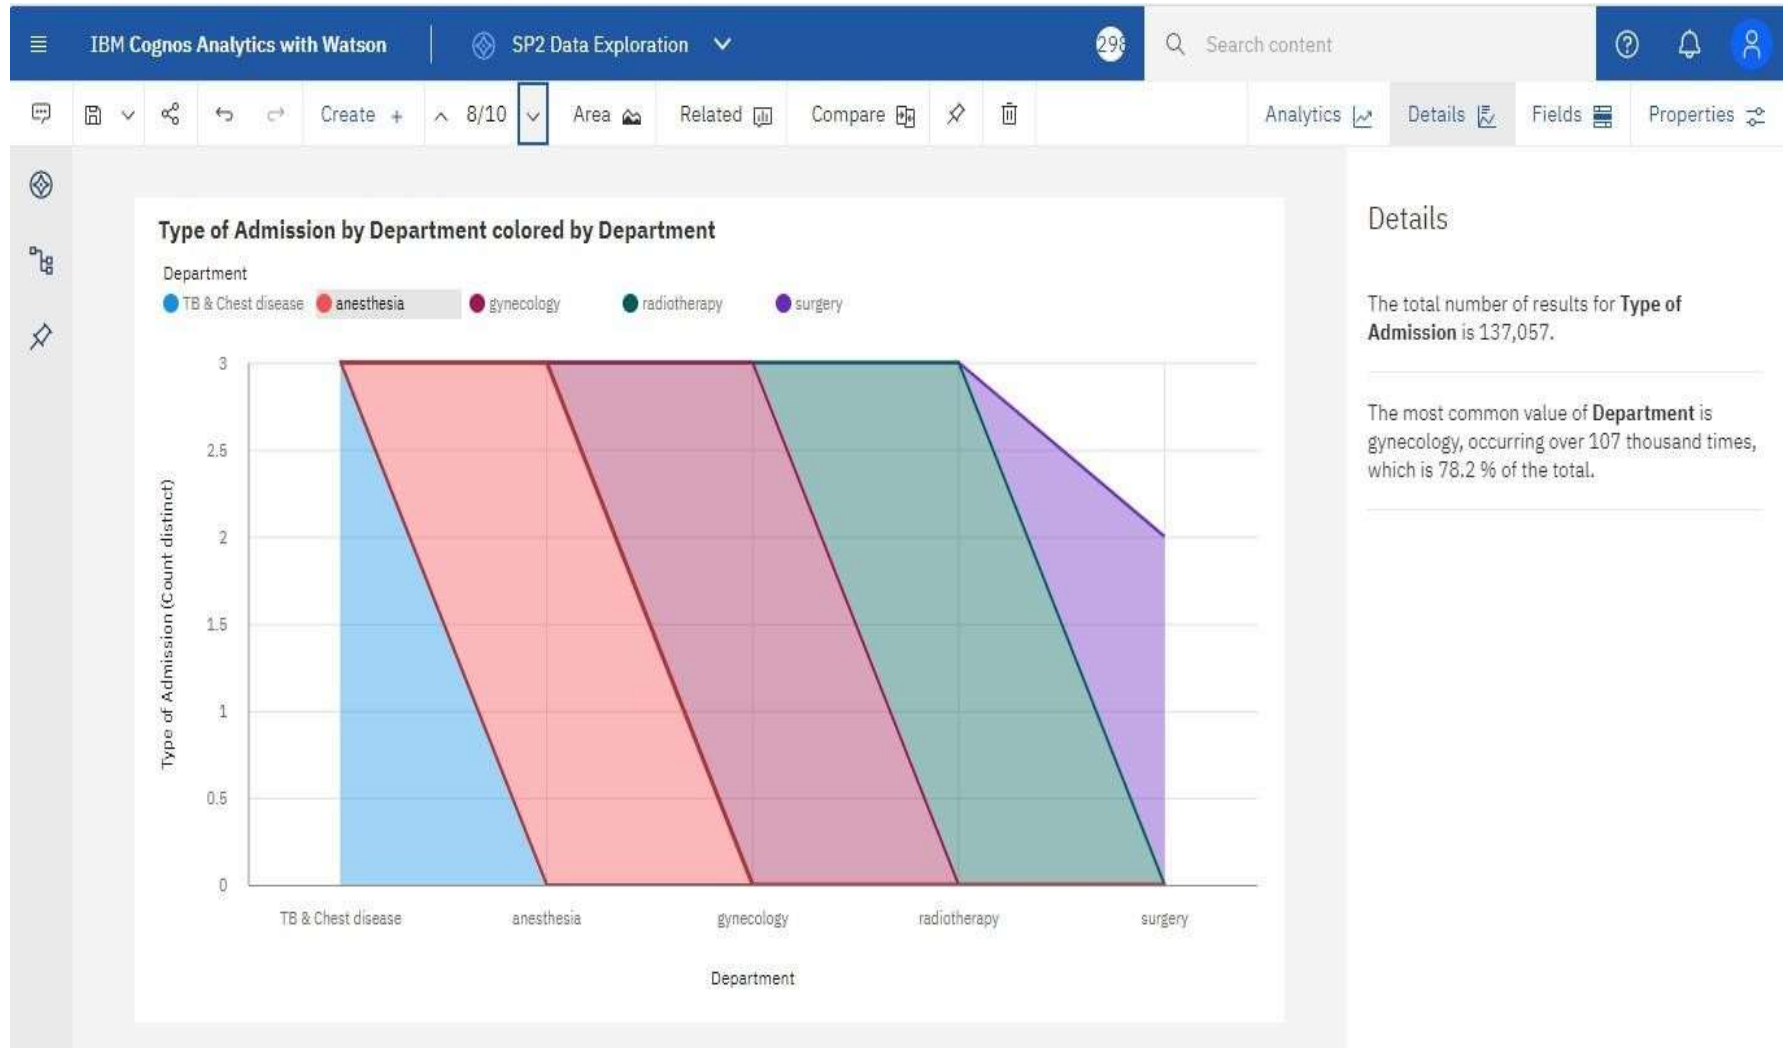 IBM Cognos Analytics with Watson
SP2 Data Exploration
298
Search content
Create +
8/10
Area
Related
Compare
Analytics
Details
Fields
Properties
Type of Admission by Department colored by Department
Department
TB & Chest disease
anesthesia
gynecology
radiotherapy
surgery
Type of Admission (Count distinct)
3
2.5
2
1.5
1
0.5
0
TB & Chest disease
anesthesia
gynecology
radiotherapy
surgery
Department
Details
The total number of results for Type of
Admission is 137,057.
The most common value of Department is
gynecology, occurring over 107 thousand times,
which is 78.2 % of the total.